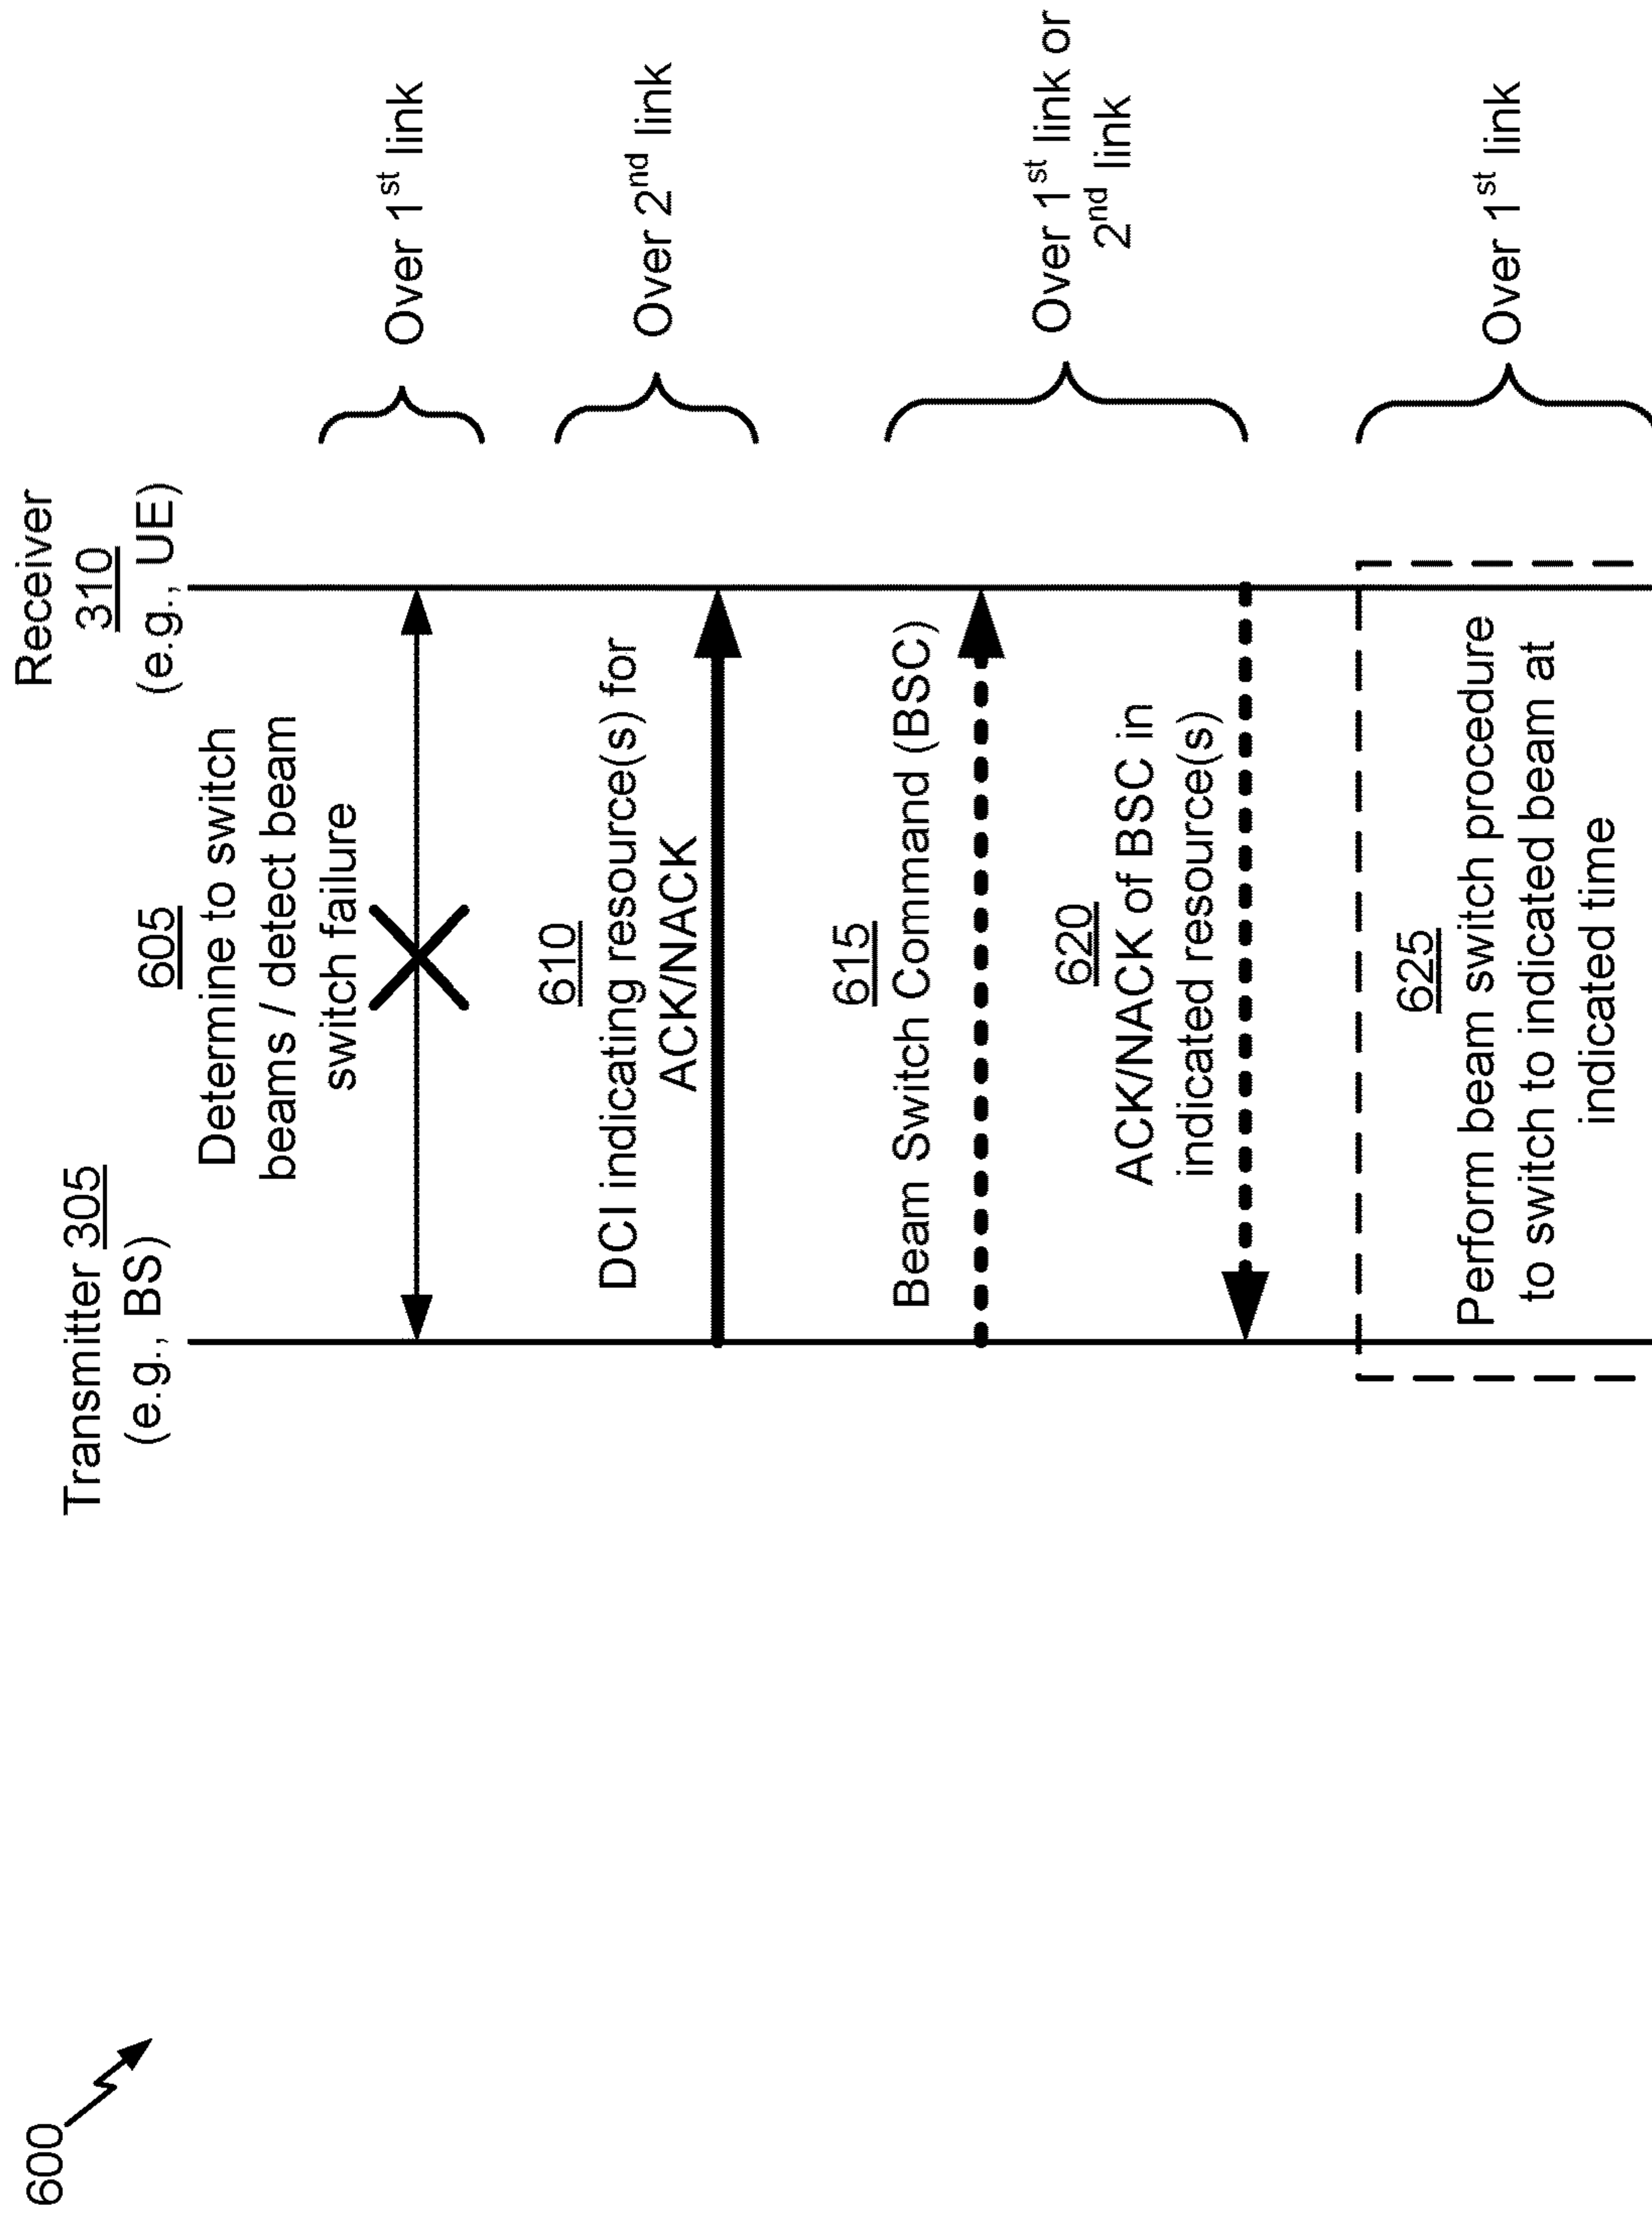 600
Transmitter 305
(e.g., BS)
Receiver
310
(e.g., UE)
605
Determine to switch
beams / detect beam
switch failure
Over 1st link
610
DCI indicating resource(s) for
ACK/NACK
Over 2nd link
615
Beam Switch Command (BSC)
620
ACK/NACK of BSC in
indicated resource(s)
Over 1st link or
2nd link
625
Perform beam switch procedure
to switch to indicated beam at
indicated time
Over 1st link